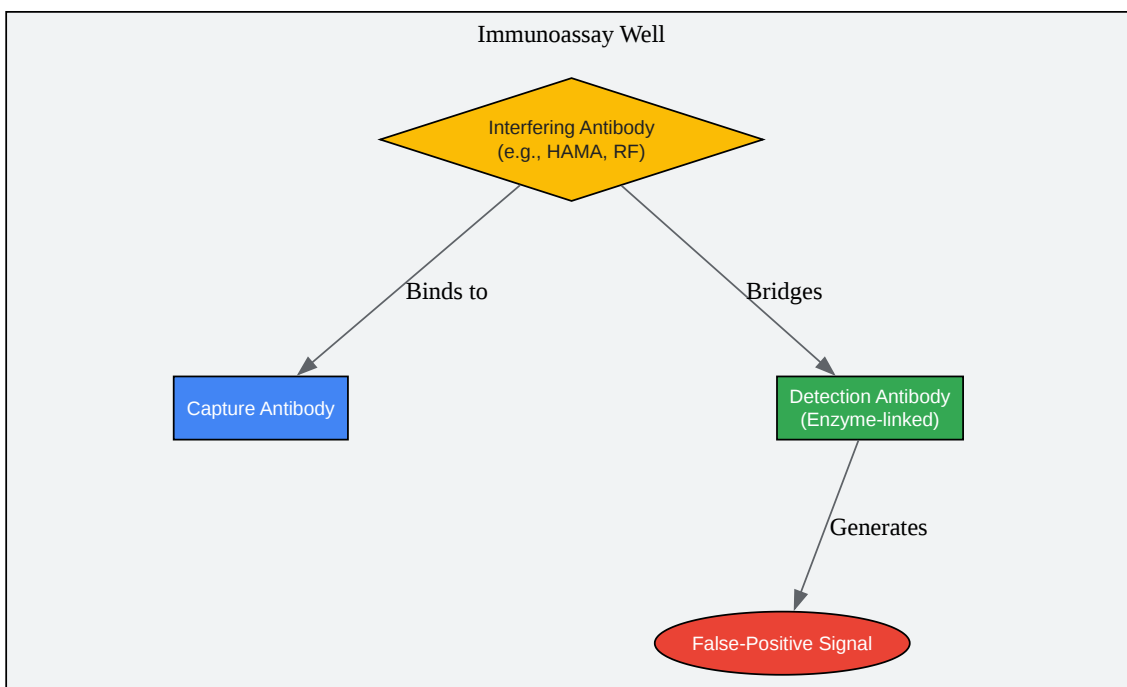 Immunoassay Well
Interfering Antibody
(e.g., HAMA, RF)
Binds to
Bridges
Capture Antibody
Detection Antibody
(Enzyme-linked)
Generates
False-Positive Signal